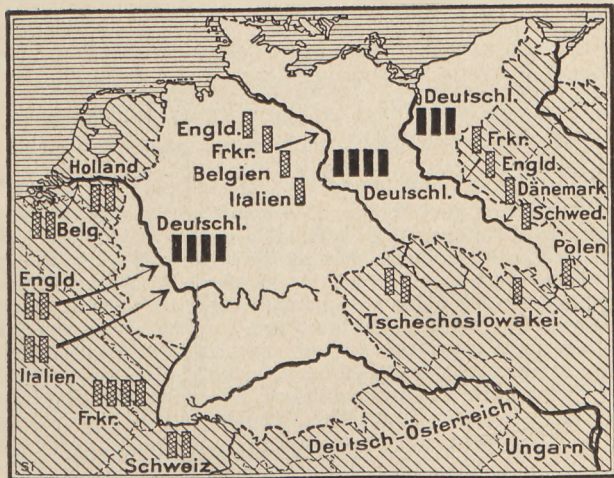 Deutschl.
Engld.
Frkr.
Belgien
Italien
Deutschl.
Frkr.
Engld.
Dänemark
Schwed.
Polen
Holland
Belg.
Deutschl.
Engld.
Italien
Frkr.
Schweiz
Tschechoslowakei
Deutsch-Österreich
Ungarn